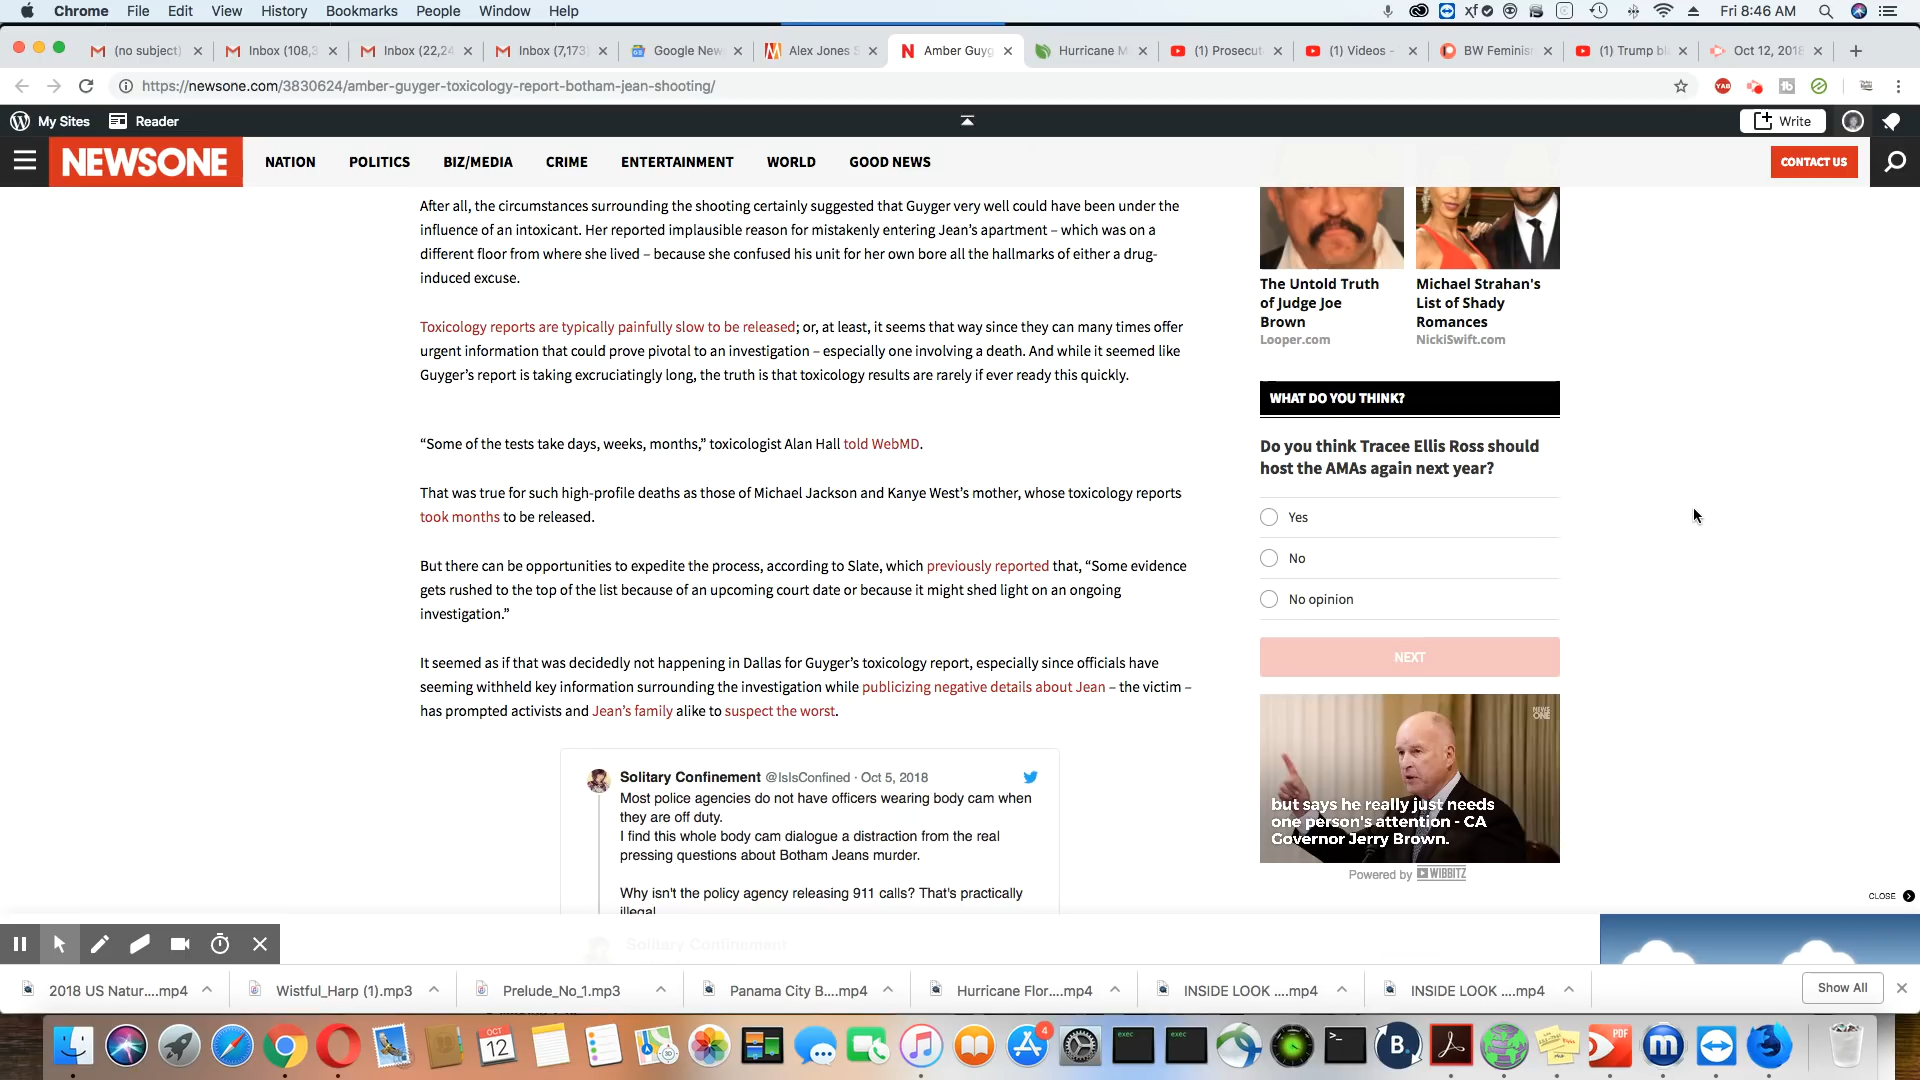 Chrome File Edit View History Bookmarks People Window Help Fri 8:46 AM
(no subject) Inbox (108,3 Inbox (22,24 Inbox (7,173) Google New Alex Jones S Amber Guyg Hurricane M (1) Prosecut (1) Videos - BW Feminis (1) Trump bl Oct 12, 2018
https://newsone.com/3830624/amber-guyger-toxicology-report-botham-jean-shooting/
My Sites Reader Write
NEWSONE NATION POLITICS BIZ/MEDIA CRIME ENTERTAINMENT WORLD GOOD NEWS CONTACT US
After all, the circumstances surrounding the shooting certainly suggested that Guyger very well could have been under the
influence of an intoxicant. Her reported implausible reason for mistakenly entering Jean's apartment – which was on a
different floor from where she lived – because she confused his unit for her own bore all the hallmarks of either a drug-
induced excuse.
Toxicology reports are typically painfully slow to be released; or, at least, it seems that way since they can many times offer
urgent information that could prove pivotal to an investigation – especially one involving a death. And while it seemed like
Guyger's report is taking excruciatingly long, the truth is that toxicology results are rarely if ever ready this quickly.
“Some of the tests take days, weeks, months,” toxicologist Alan Hall told WebMD.
That was true for such high-profile deaths as those of Michael Jackson and Kanye West's mother, whose toxicology reports
took months to be released.
But there can be opportunities to expedite the process, according to Slate, which previously reported that, “Some evidence
gets rushed to the top of the list because of an upcoming court date or because it might shed light on an ongoing
investigation.”
It seemed as if that was decidedly not happening in Dallas for Guyger's toxicology report, especially since officials have
seeming withheld key information surrounding the investigation while publicizing negative details about Jean – the victim –
has prompted activists and Jean's family alike to suspect the worst.
Solitary Confinement @IsIsConfined · Oct 5, 2018
Most police agencies do not have officers wearing body cam when
they are off duty.
I find this whole body cam dialogue a distraction from the real
pressing questions about Botham Jeans murder.
Why isn't the policy agency releasing 911 calls? That's practically
illegal
Solitary Confinement
The Untold Truth
of Judge Joe
Brown
Looper.com
Michael Strahan's
List of Shady
Romances
NickiSwift.com
WHAT DO YOU THINK?
Do you think Tracee Ellis Ross should
host the AMAs again next year?
Yes
No
No opinion
NEXT
NEWS
ONE
but says he really just needs
one person's attention - CA
Governor Jerry Brown.
Powered by WIBBITZ
CLOSE
2018 US Natur....mp4 Wistful_Harp (1).mp3 Prelude_No_1.mp3 Panama City B....mp4 Hurricane Flor....mp4 INSIDE LOOK ....mp4 INSIDE LOOK ....mp4 Show All
OCT
12
4
exec
exec
PDF